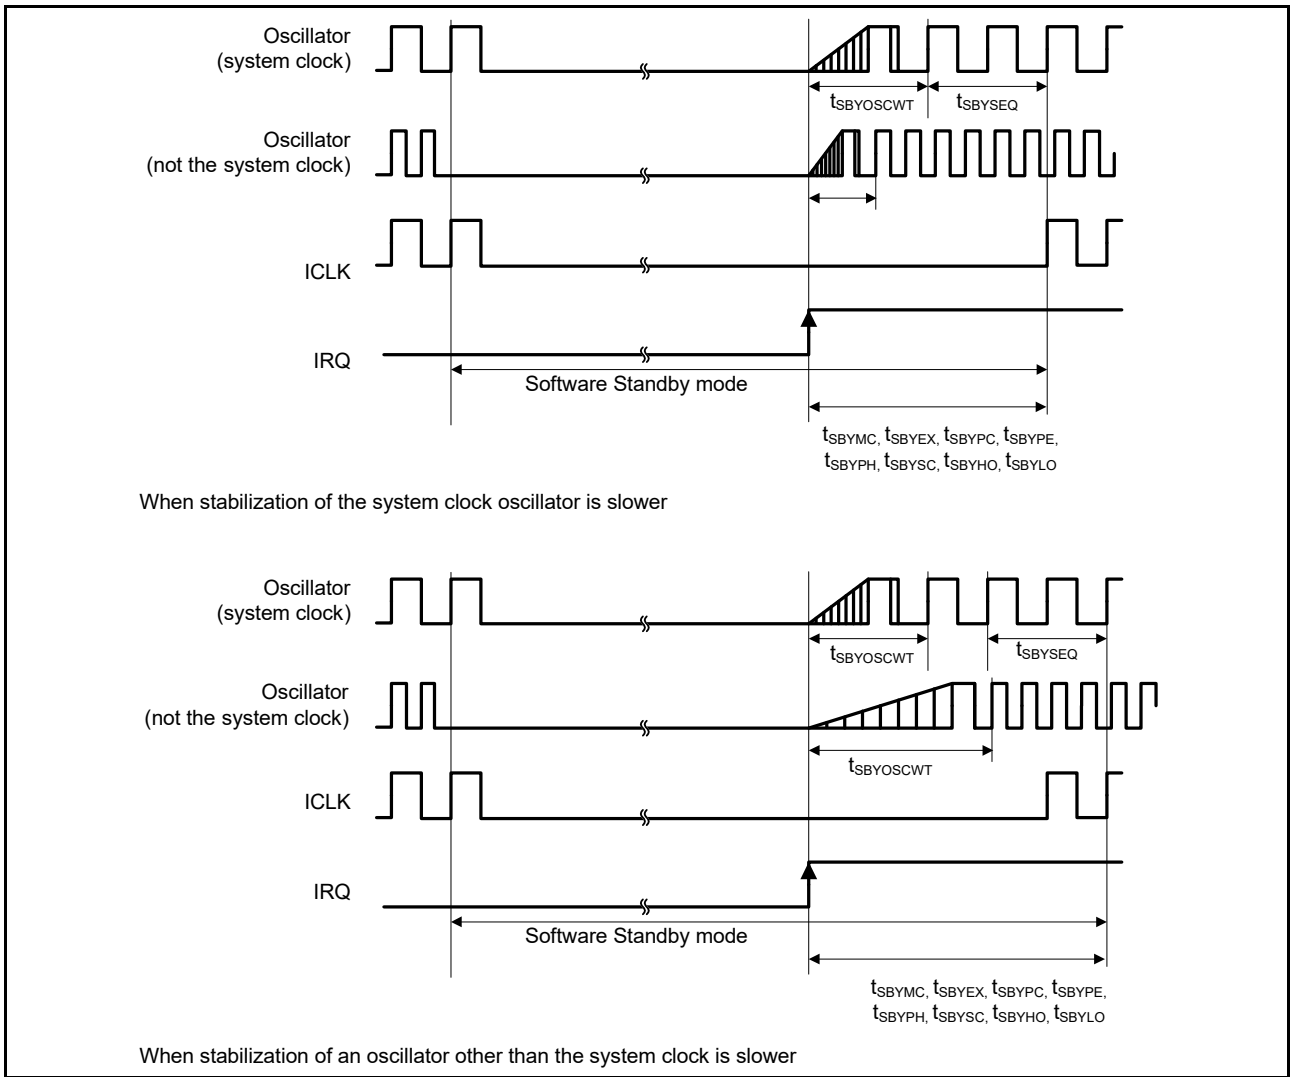 Oscillator
(system clock)
tSBYOSCWT
tSBYSEQ
Oscillator
(not the system clock)
ICLK
IRQ
Software Standby mode
tSBYMC, tSBYEX, tSBYPC, tSBYPE,
tSBYPH, tSBYSC, tSBYHO, tSBYLO
When stabilization of the system clock oscillator is slower
Oscillator
(system clock)
tSBYOSCWT
tSBYSEQ
Oscillator
(not the system clock)
tSBYOSCWT
ICLK
IRQ
Software Standby mode
tSBYMC, tSBYEX, tSBYPC, tSBYPE,
tSBYPH, tSBYSC, tSBYHO, tSBYLO
When stabilization of an oscillator other than the system clock is slower